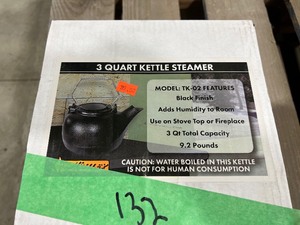 3 QUART KETTLE STEAMER
MODEL: TK-02 FEATURES
Black Finish
Adds Humidity to Room
Use on Stove Top or Fireplace
3 Qt Total Capacity
9.2 Pounds
CAUTION: WATER BOILED IN THIS KETTLE
IS NOT FOR HUMAN CONSUMPTION
132